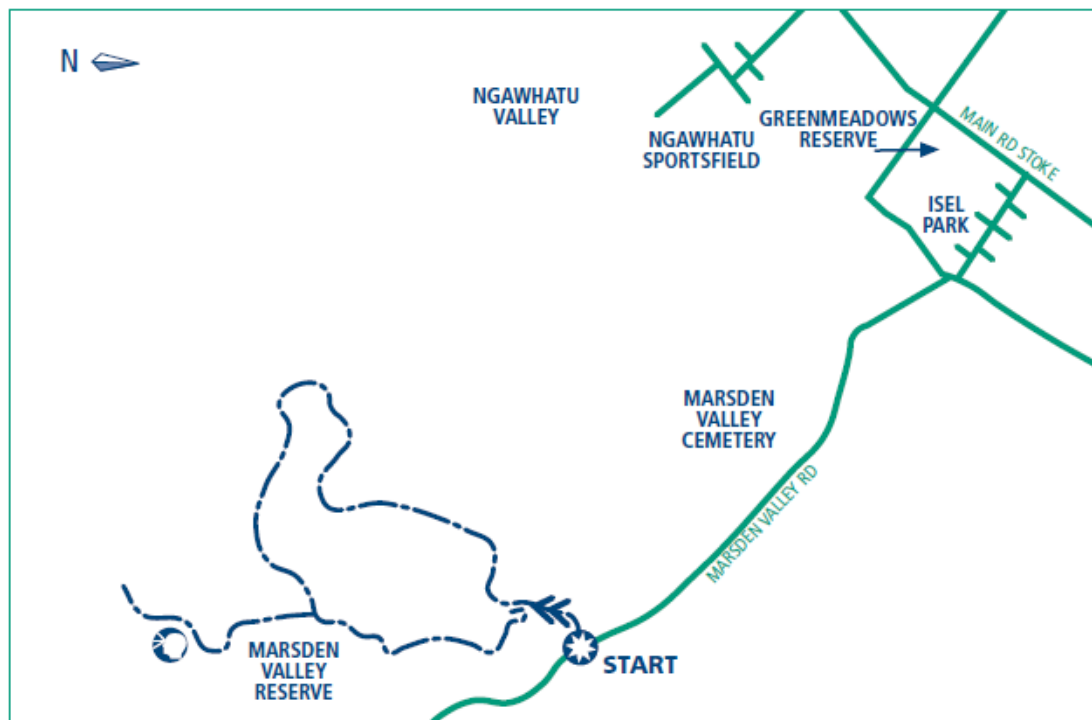 N
NGAWHATU
VALLEY
NGAWHATU
SPORTSFIELD
GREENMEADOWS
RESERVE
MAIN RD STOKE
ISEL
PARK
MARSDEN
VALLEY
CEMETERY
MARSDEN VALLEY RD
START
MARSDEN
VALLEY
RESERVE